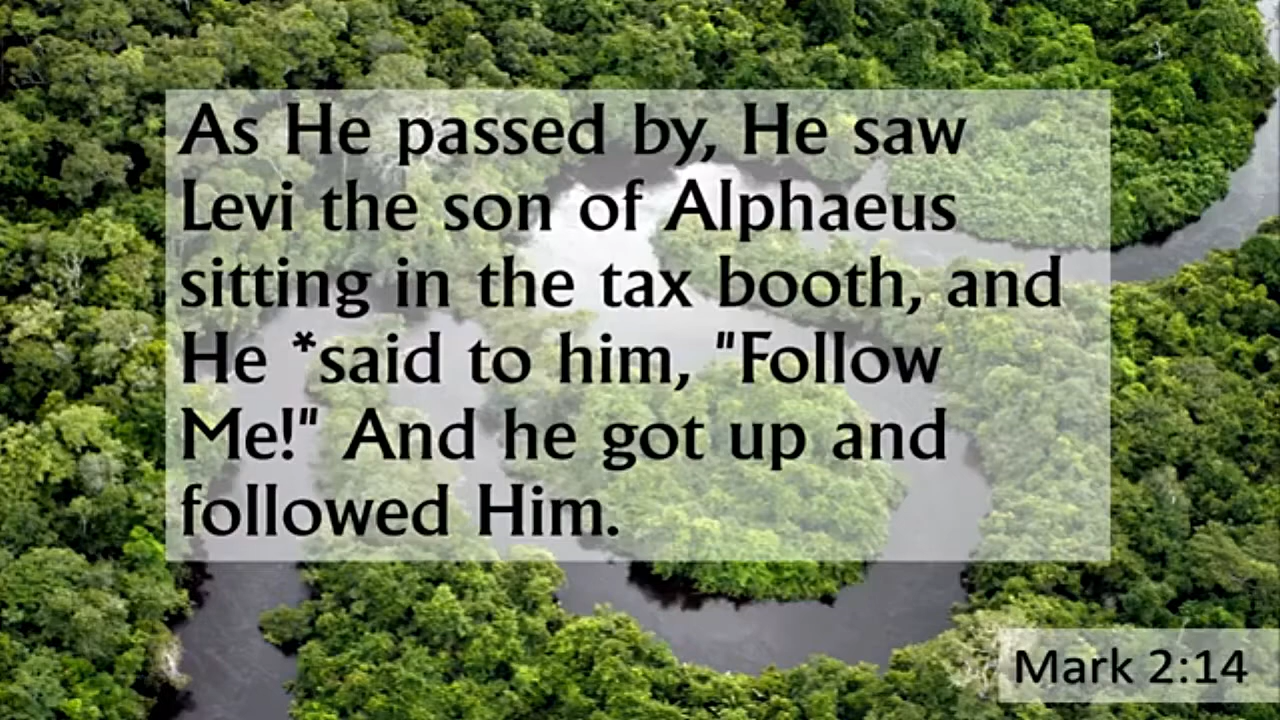 As He passed by, He saw
Levi the son of Alphaeus
sitting in the tax booth, and
He *said to him, "Follow
Me!" And he got up and
followed Him.
Mark 2:14